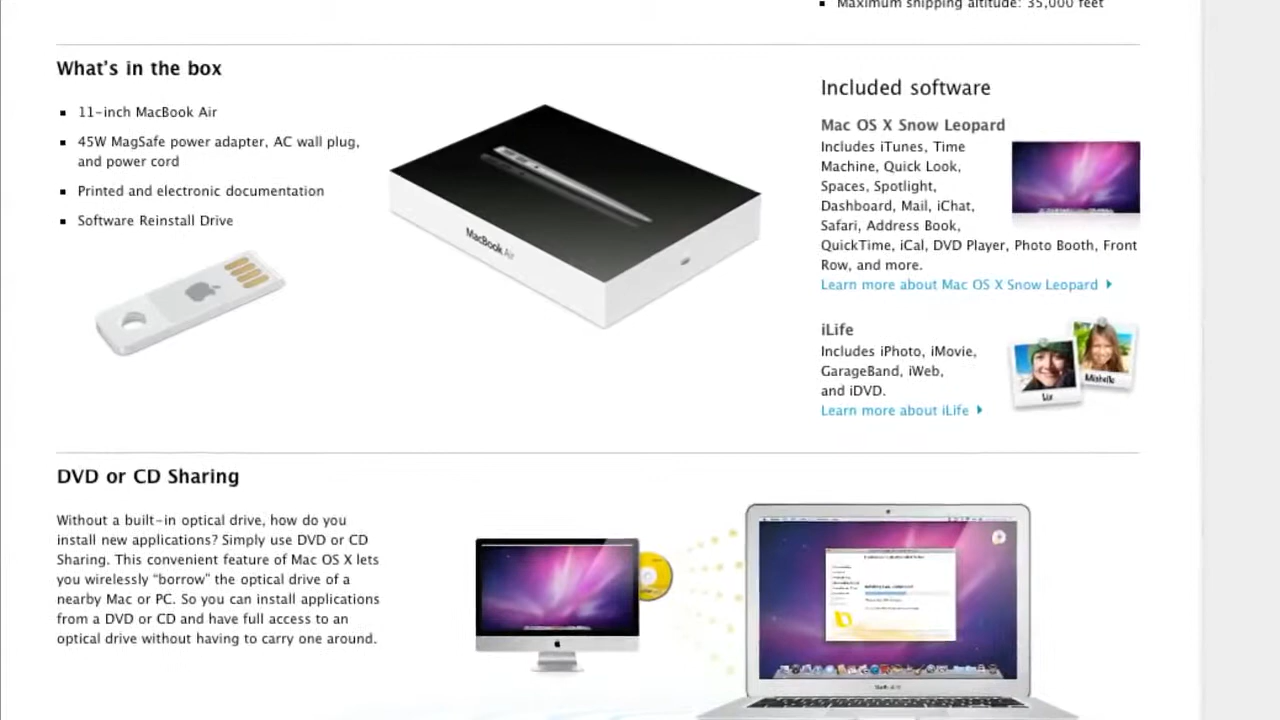 Maximum shipping altitude: 35,000 feet
What's in the box
11-inch MacBook Air
45W MagSafe power adapter, AC wall plug,
and power cord
Printed and electronic documentation
Software Reinstall Drive
MacBook Air
Included software
Mac OS X Snow Leopard
Includes iTunes, Time
Machine, Quick Look,
Spaces, Spotlight,
Dashboard, Mail, iChat,
Safari, Address Book,
QuickTime, iCal, DVD Player, Photo Booth, Front
Row, and more.
Learn more about Mac OS X Snow Leopard
iLife
Includes iPhoto, iMovie,
GarageBand, iWeb,
and iDVD.
Learn more about iLife
Liz
Michelle
DVD or CD Sharing
Without a built-in optical drive, how do you
install new applications? Simply use DVD or CD
Sharing. This convenient feature of Mac OS X lets
you wirelessly "borrow" the optical drive of a
nearby Mac you can install applications
from a DVD or CD and have full access to an
optical drive without having to carry one around.
MacBook Air